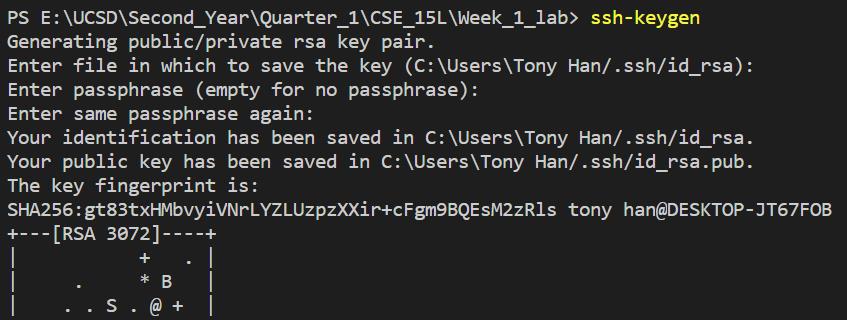 PS E:\UCSD\Second_Year\Quarter_1\CSE_15L\Week_1_lab> ssh-keygen
Generating public/private rsa key pair.
Enter file in which to save the key (C:\Users\Tony Han/.ssh/id_rsa):
Enter passphrase (empty for no passphrase):
Enter same passphrase again:
Your identification has been saved in C:\Users\Tony Han/.ssh/id_rsa.
Your public key has been saved in C:\Users\Tony Han/.ssh/id_rsa.pub.
The key fingerprint is:
SHA256:gt83txHMbvyiVNrLYZLUzpzXXir+cFgm9BQEsM2zRls tony han@DESKTOP-JT67FOB
+---[RSA 3072]----+
|           +   . |
|     .     * B   |
|    . . S . @ +  |